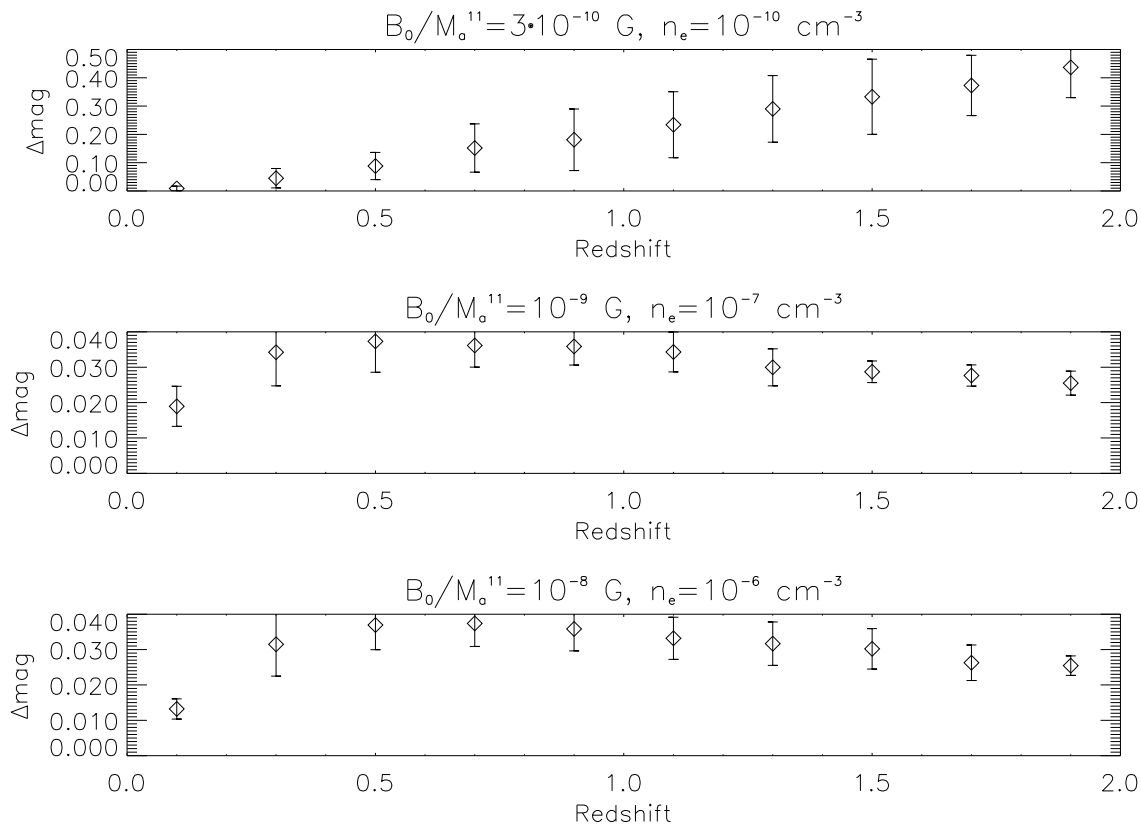 B₀/Mₐ¹¹=3•10⁻¹⁰ G, nₑ=10⁻¹⁰ cm⁻³
Δmag
0.50
0.40
0.30
0.20
0.10
0.00
0.0 0.5 1.0 1.5 2.0
Redshift
B₀/Mₐ¹¹=10⁻⁹ G, nₑ=10⁻⁷ cm⁻³
Δmag
0.040
0.030
0.020
0.010
0.000
0.0 0.5 1.0 1.5 2.0
Redshift
B₀/Mₐ¹¹=10⁻⁸ G, nₑ=10⁻⁶ cm⁻³
Δmag
0.040
0.030
0.020
0.010
0.000
0.0 0.5 1.0 1.5 2.0
Redshift